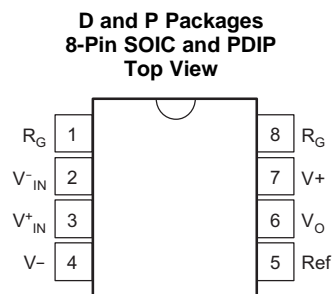 D and P Packages
8-Pin SOIC and PDIP
Top View
R_G 1 8 R_G
V⁻_IN 2 7 V+
V⁺_IN 3 6 V_O
V− 4 5 Ref